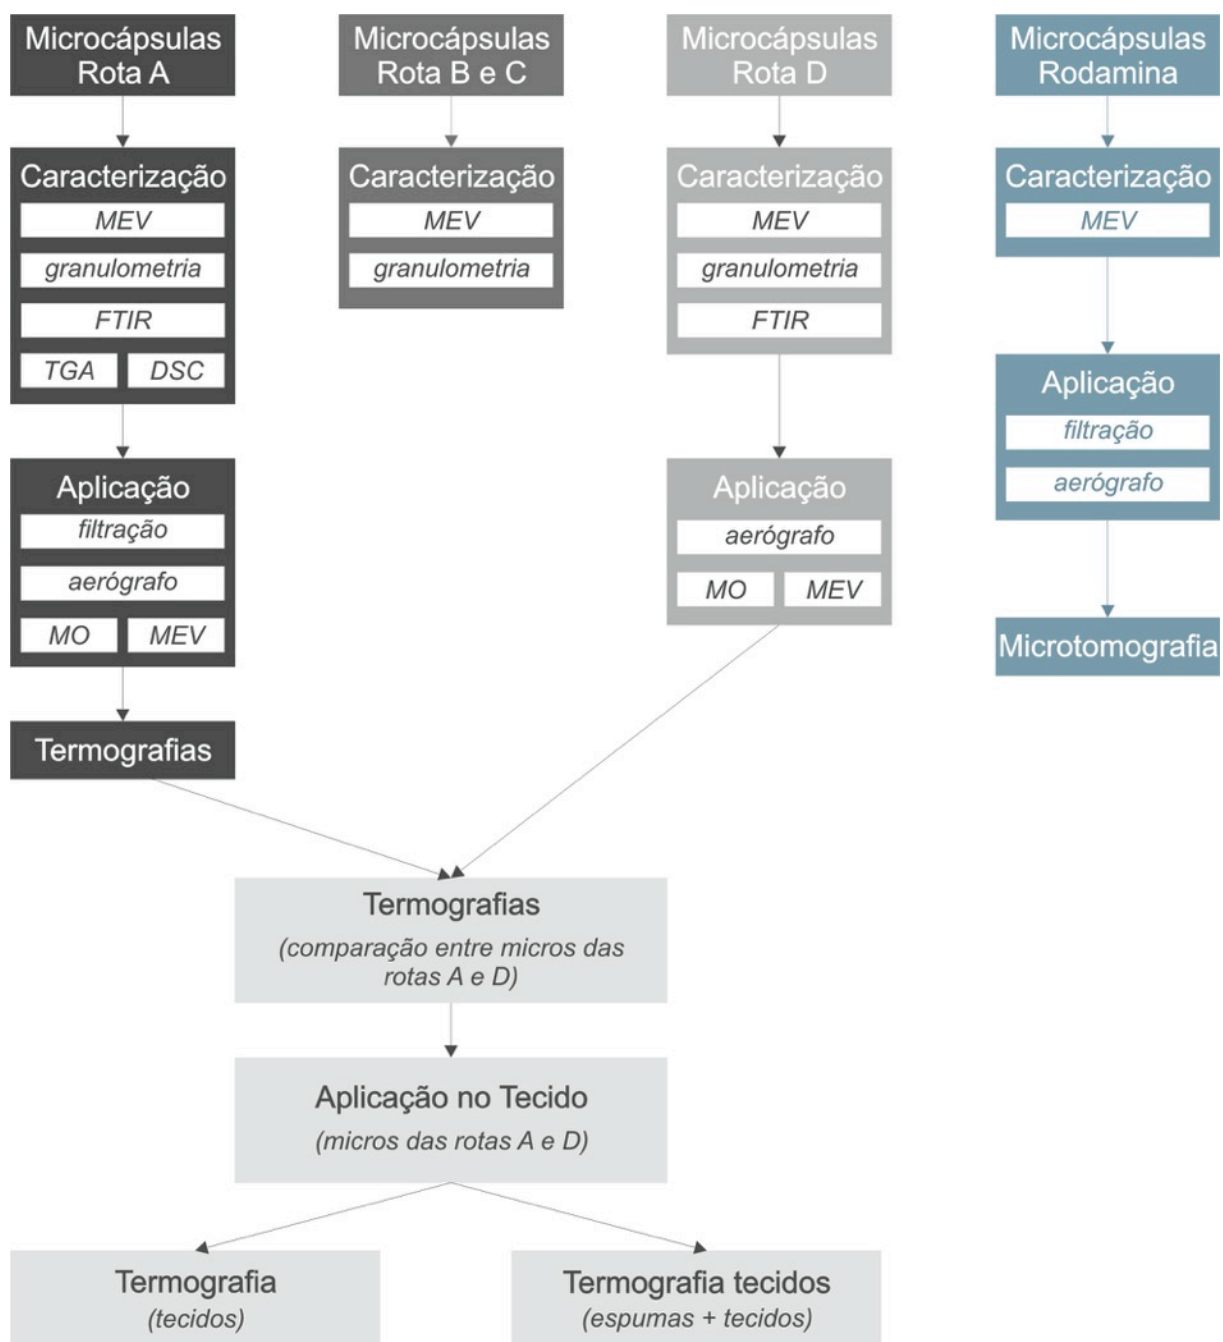 Microcápsulas
Rota A
Microcápsulas
Rota B e C
Microcápsulas
Rota D
Microcápsulas
Rodamina
Caracterização
MEV
granulometria
FTIR
TGA
DSC
Caracterização
MEV
granulometria
Caracterização
MEV
granulometria
FTIR
Caracterização
MEV
Aplicação
filtração
aerógrafo
MO
MEV
Aplicação
aerógrafo
MO
MEV
Aplicação
filtração
aerógrafo
Microtomografia
Termografias
Termografias
(comparação entre micros das
rotas A e D)
Aplicação no Tecido
(micros das rotas A e D)
Termografia
(tecidos)
Termografia tecidos
(espumas + tecidos)